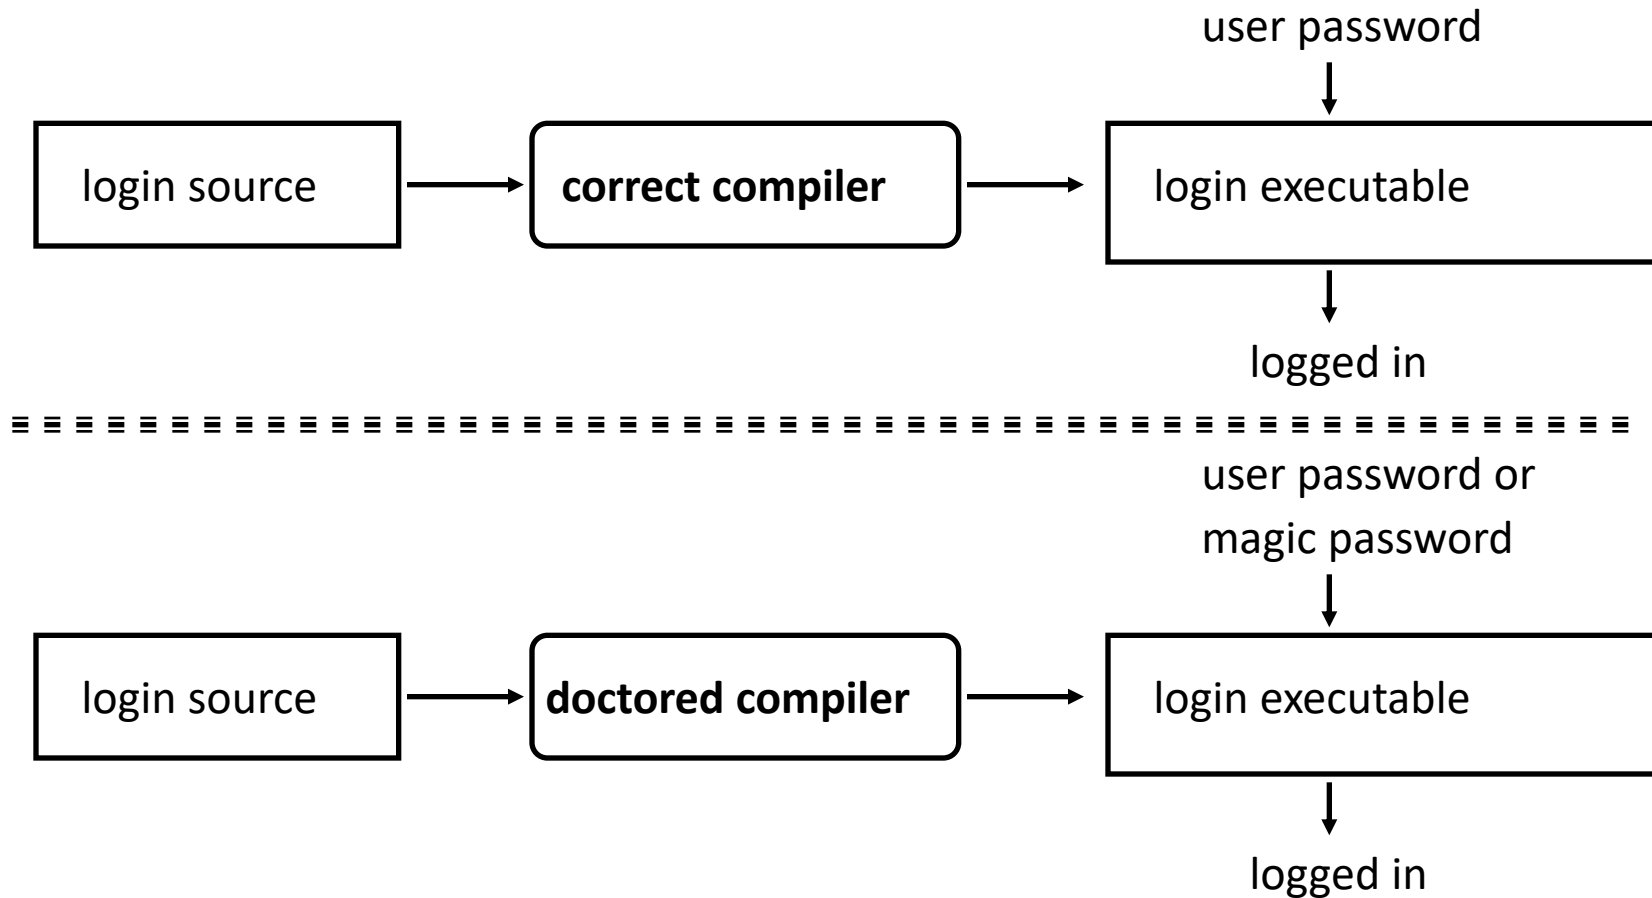 user password
login source
correct compiler
login executable
logged in
user password or
magic password
login source
doctored compiler
login executable
logged in